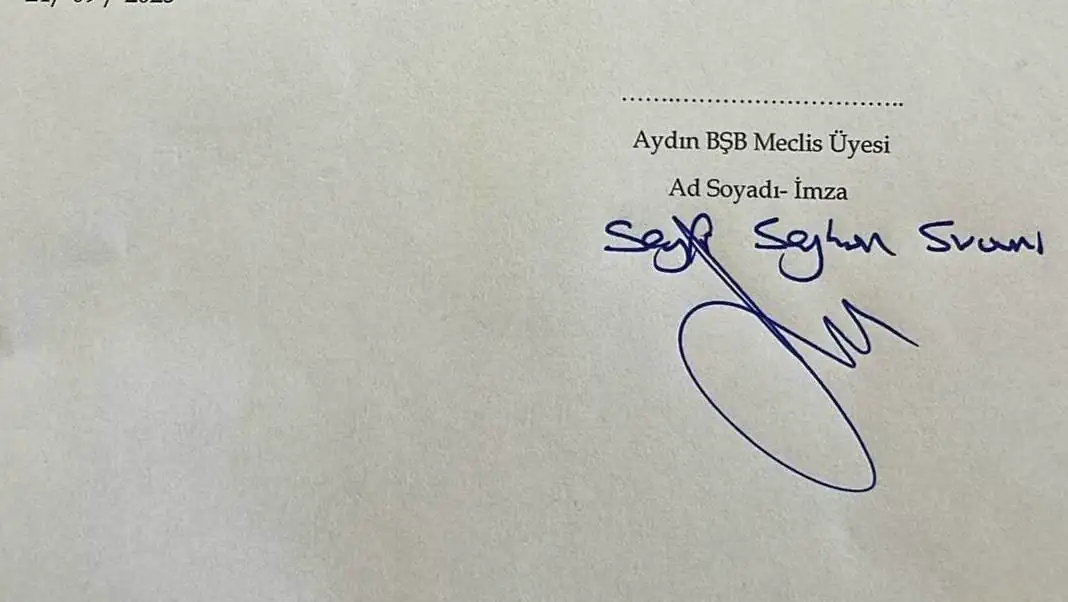 ……..…………………………..
Aydın BŞB Meclis Üyesi
Ad Soyadı- İmza
Seyhan